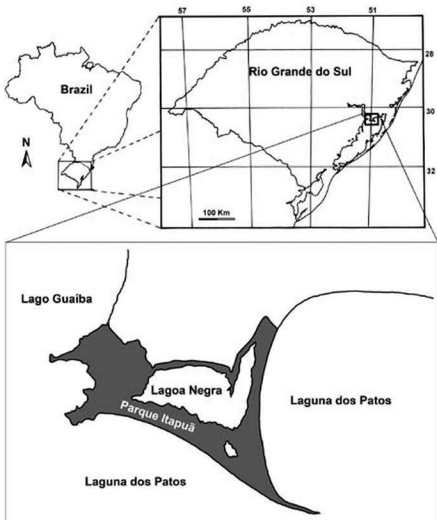 57
55
53
51
28
Rio Grande do Sul
Brazil
30
N
32
100 Km
Lago Guaíba
Lagoa Negra
Laguna dos Patos
Parque Itapuã
Laguna dos Patos